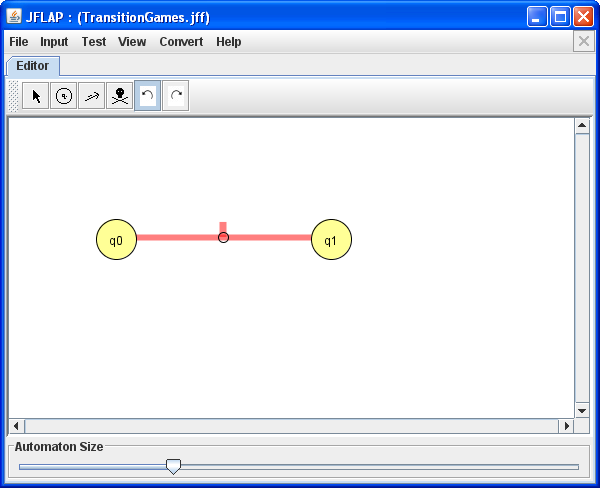 JFLAP : (TransitionGames.jff)
File Input Test View Convert Help
Editor
q0 q1
Automaton Size